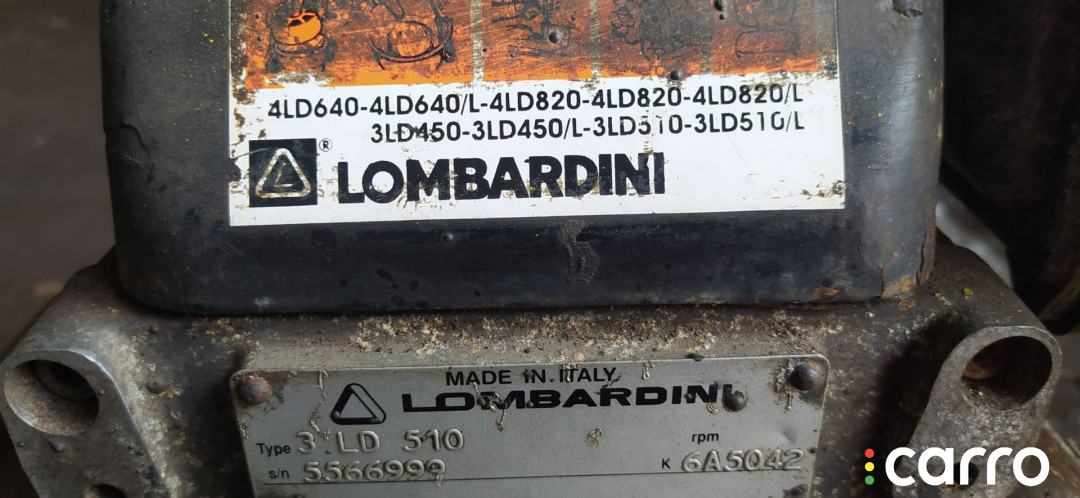 4LD640-4LD640/L-4LD820-4LD820-4LD820/L
3LD450-3LD450/L-3LD510-3LD510/L
® LOMBARDINI
MADE IN ITALY
LOMBARDINI
Type 3 LD 510 rpm
s/n 5566999 K 6A5042
carro